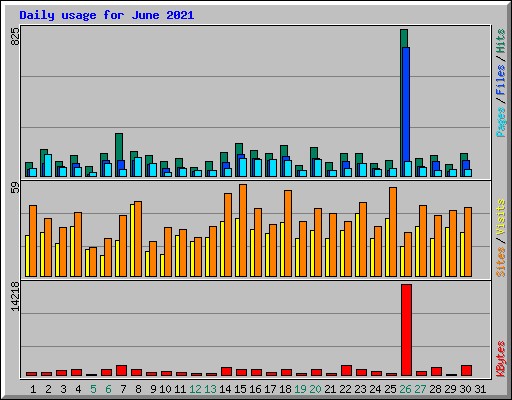 Daily usage for June 2021
825
Pages / Files / Hits
59
Sites / Visits
14218
KBytes
1 2 3 4 5 6 7 8 9 10 11 12 13 14 15 16 17 18 19 20 21 22 23 24 25 26 27 28 29 30 31